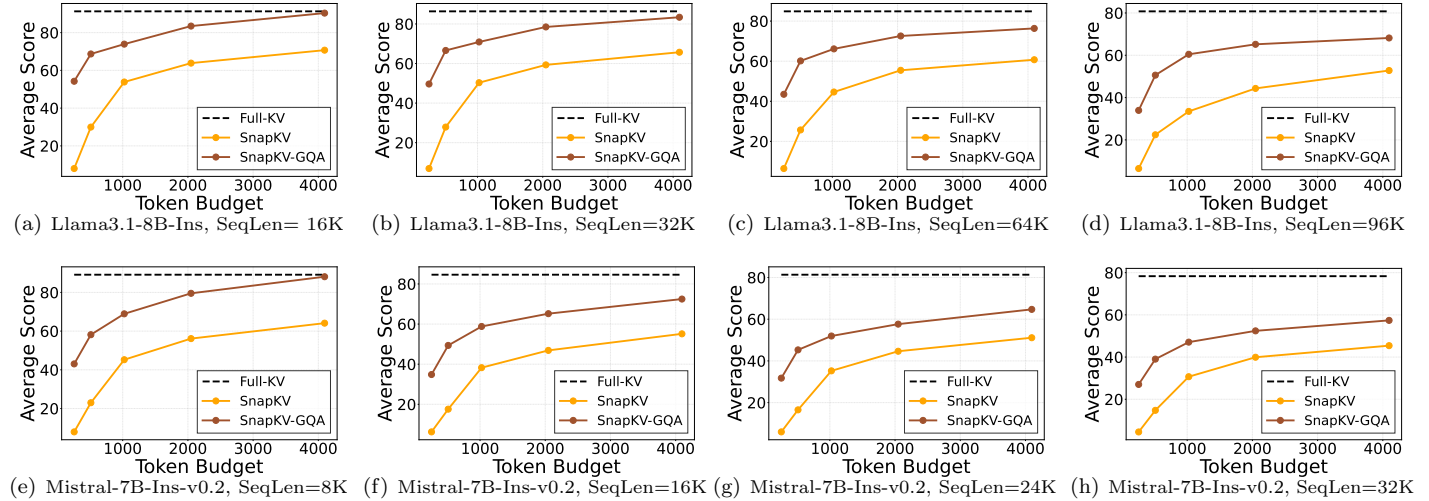 Average Score
80
60
40
20
Full-KV
SnapKV
SnapKV-GQA
1000 2000 3000 4000
Token Budget
(a) Llama3.1-8B-Ins, SeqLen= 16K
Average Score
80
60
40
20
Full-KV
SnapKV
SnapKV-GQA
1000 2000 3000 4000
Token Budget
(b) Llama3.1-8B-Ins, SeqLen=32K
Average Score
80
60
40
20
Full-KV
SnapKV
SnapKV-GQA
1000 2000 3000 4000
Token Budget
(c) Llama3.1-8B-Ins, SeqLen=64K
Average Score
80
60
40
20
Full-KV
SnapKV
SnapKV-GQA
1000 2000 3000 4000
Token Budget
(d) Llama3.1-8B-Ins, SeqLen=96K
Average Score
80
60
40
20
Full-KV
SnapKV
SnapKV-GQA
1000 2000 3000 4000
Token Budget
(e) Mistral-7B-Ins-v0.2, SeqLen=8K
Average Score
80
60
40
20
Full-KV
SnapKV
SnapKV-GQA
1000 2000 3000 4000
Token Budget
(f) Mistral-7B-Ins-v0.2, SeqLen=16K
Average Score
80
60
40
20
Full-KV
SnapKV
SnapKV-GQA
1000 2000 3000 4000
Token Budget
(g) Mistral-7B-Ins-v0.2, SeqLen=24K
Average Score
80
60
40
20
Full-KV
SnapKV
SnapKV-GQA
1000 2000 3000 4000
Token Budget
(h) Mistral-7B-Ins-v0.2, SeqLen=32K